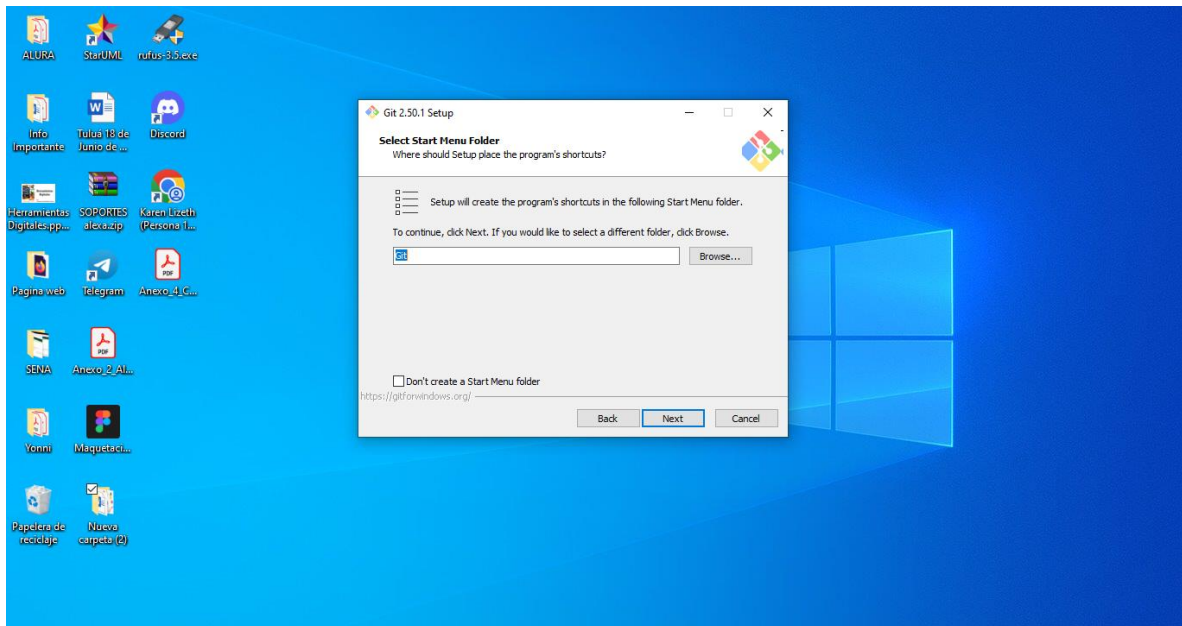 ALURA
StarUML
rufus-3.5.exe
Info
Importante
Tuluá 18 de
Junio de ...
Discord
Herramientas
Digitales.pp...
SOPORTES
alexa.zip
Karen Lizeth
(Persona 1...
Pagina web
Telegram
PDF
Anexo_4_C...
SENA
PDF
Anexo_2_Al...
Yonni
Maquetaci...
Papelera de
reciclaje
Nueva
carpeta (2)
Git 2.50.1 Setup
Select Start Menu Folder
Where should Setup place the program's shortcuts?
Setup will create the program's shortcuts in the following Start Menu folder.
To continue, click Next. If you would like to select a different folder, click Browse.
Git
Browse...
Don't create a Start Menu folder
https://gitforwindows.org/
Back
Next
Cancel